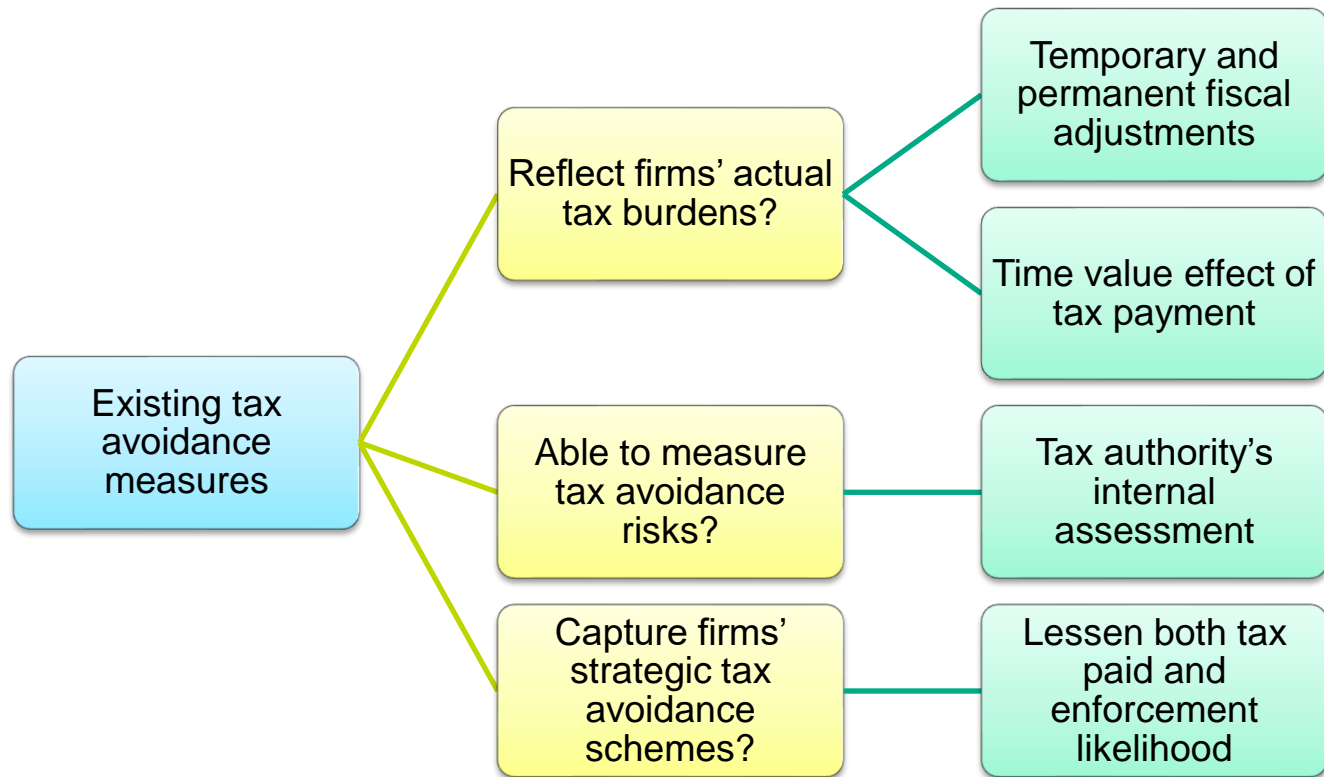 Existing tax
avoidance
measures
Reflect firms’ actual
tax burdens?
Temporary and
permanent fiscal
adjustments
Time value effect of
tax payment
Able to measure
tax avoidance
risks?
Tax authority’s
internal
assessment
Capture firms’
strategic tax
avoidance
schemes?
Lessen both tax
paid and
enforcement
likelihood